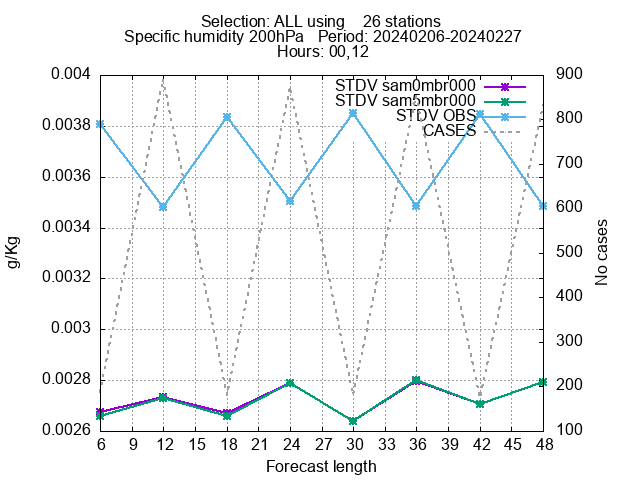 Selection: ALL using 26 stations
Specific humidity 200hPa Period: 20240206-20240227
Hours: 00,12
STDV sam0mbr000
STDV sam5mbr000
STDV OBS
CASES
0.004
0.0038
0.0036
0.0034
0.0032
0.003
0.0028
0.0026
g/Kg
900
800
700
600
500
400
300
200
100
No cases
6 12 15 18 21 24 27 30 33 36 39 42 45 48
Forecast length